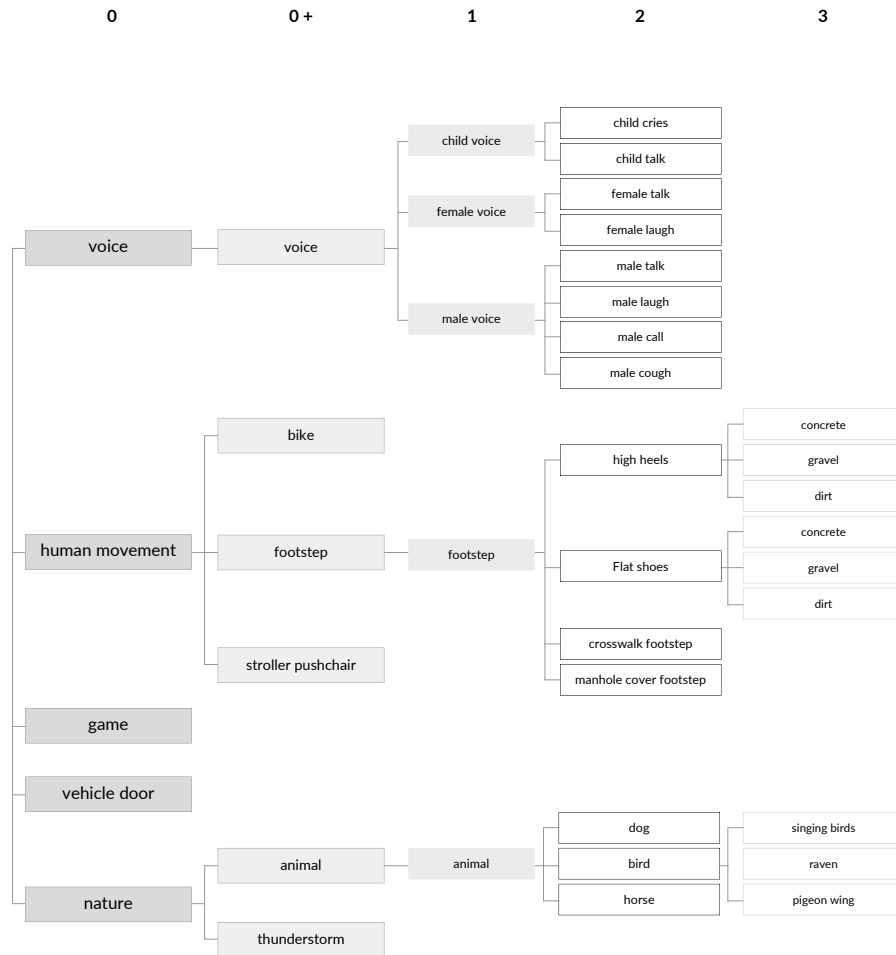 0 0 + 1 2 3
child cries
child voice
child talk
female talk
female voice
female laugh
voice voice
male talk
male laugh
male voice
male call
male cough
concrete
bike
high heels gravel
dirt
concrete
human movement footstep footstep
Flat shoes gravel
dirt
crosswalk footstep
stroller pushchair
manhole cover footstep
game
vehicle door
dog singing birds
animal animal bird raven
nature horse pigeon wing
thunderstorm